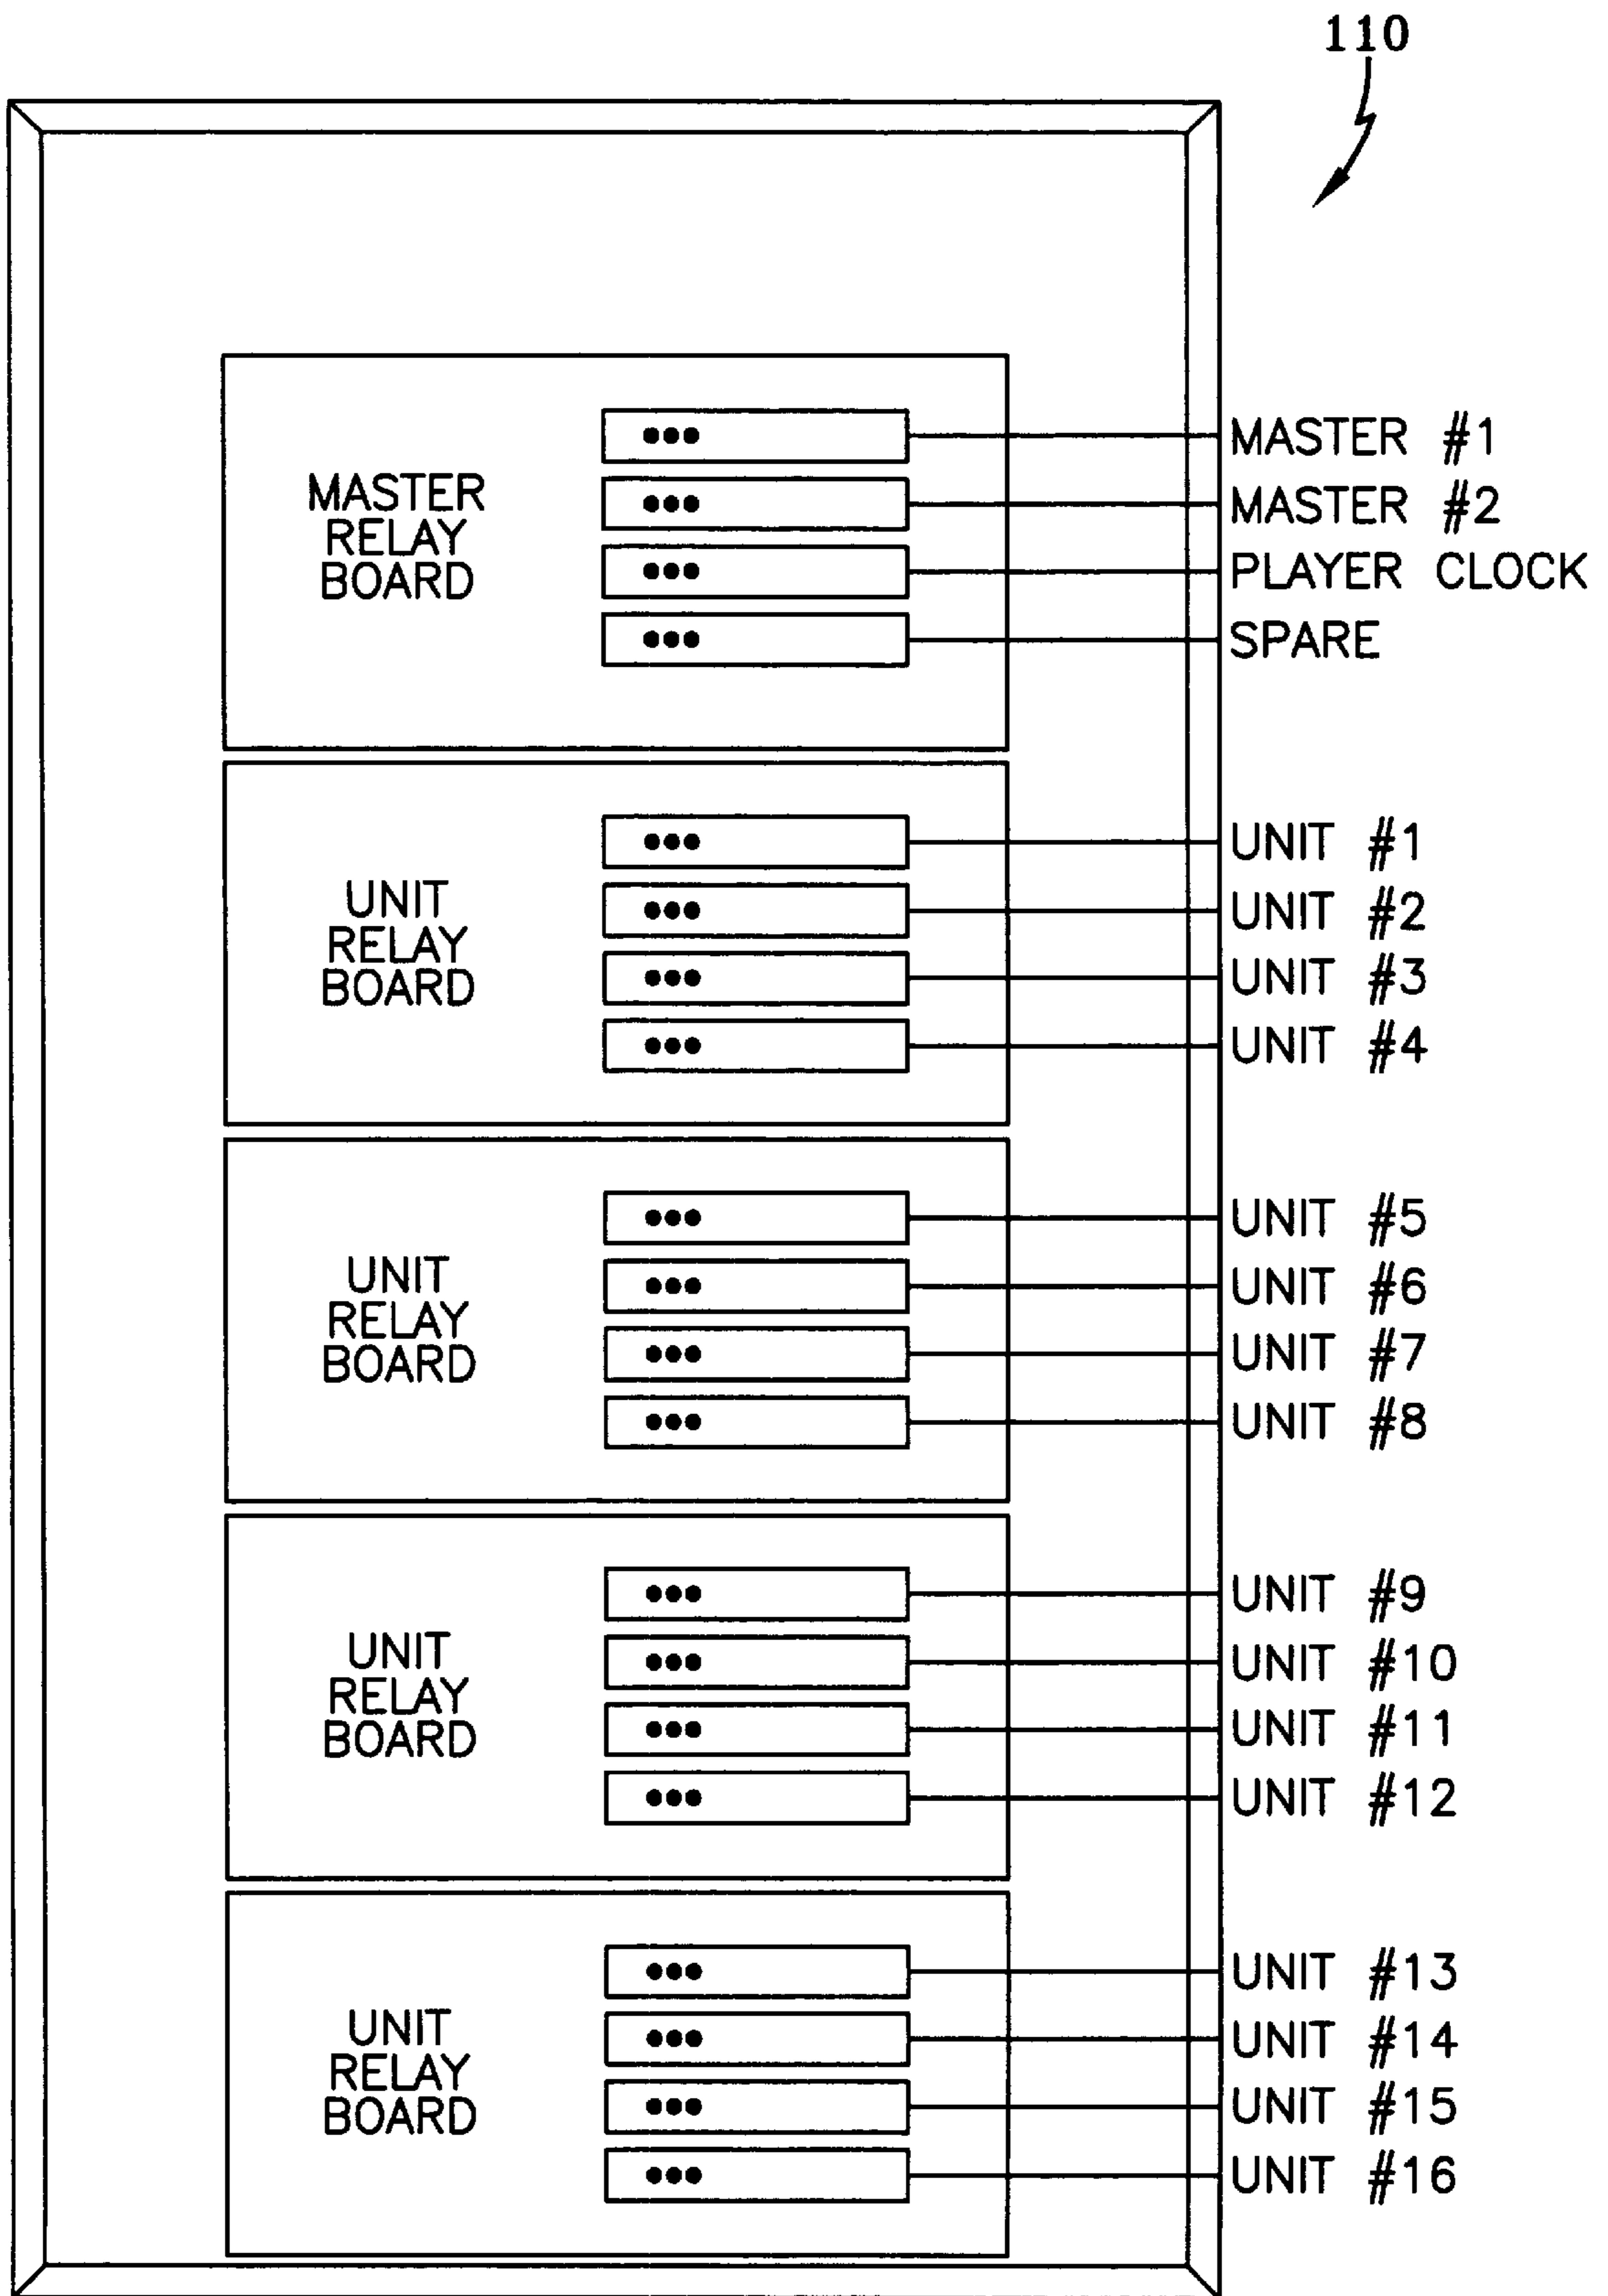 110
MASTER
RELAY
BOARD
MASTER #1
MASTER #2
PLAYER CLOCK
SPARE
UNIT
RELAY
BOARD
UNIT #1
UNIT #2
UNIT #3
UNIT #4
UNIT
RELAY
BOARD
UNIT #5
UNIT #6
UNIT #7
UNIT #8
UNIT
RELAY
BOARD
UNIT #9
UNIT #10
UNIT #11
UNIT #12
UNIT
RELAY
BOARD
UNIT #13
UNIT #14
UNIT #15
UNIT #16